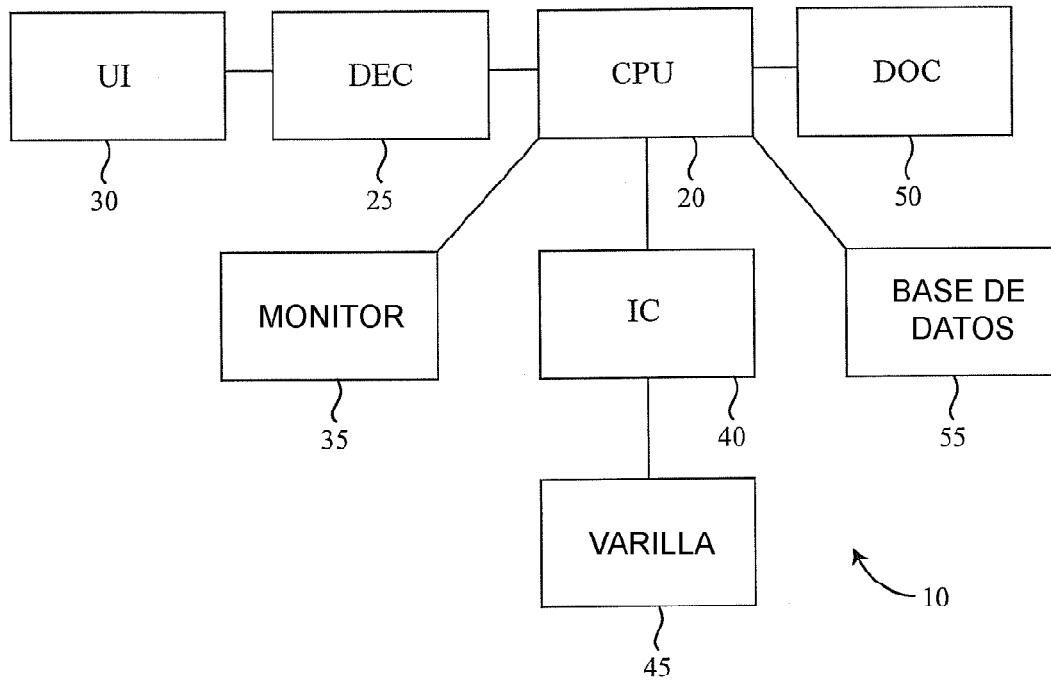 UI
DEC
CPU
DOC
30
25
20
50
MONITOR
IC
BASE DE
DATOS
35
40
55
VARILLA
10
45